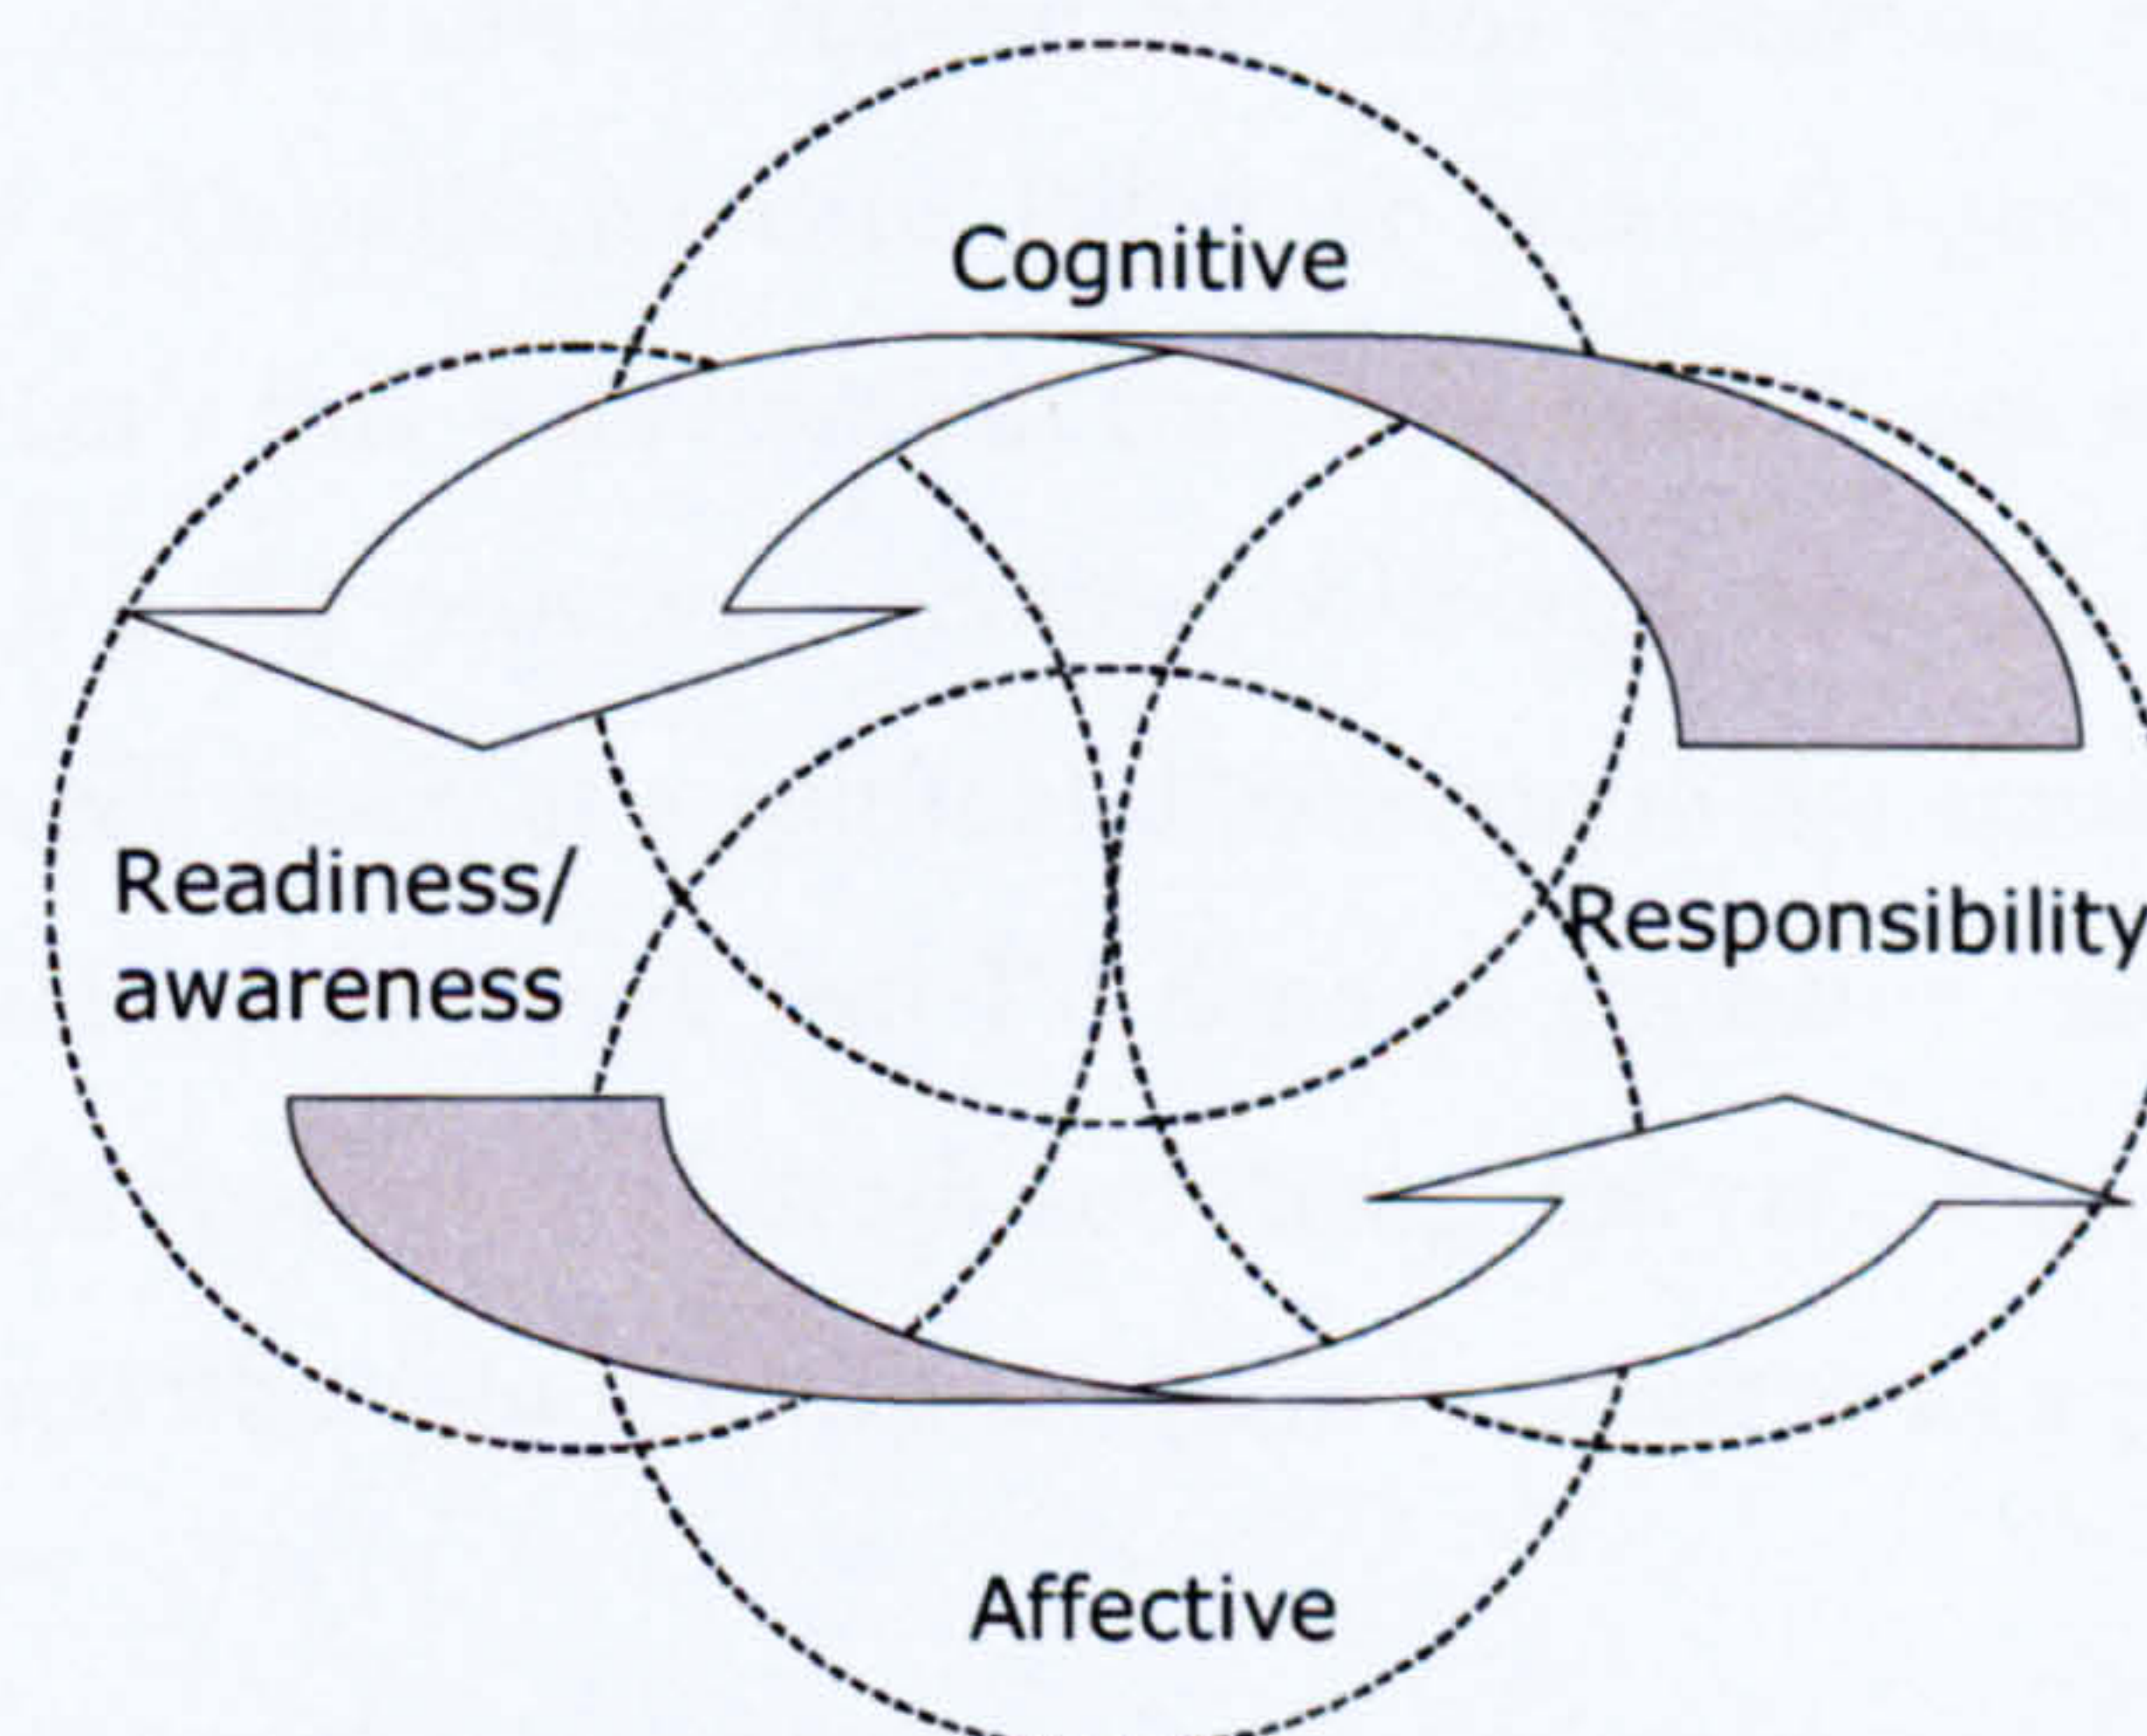 Cognitive
Readiness/
awareness
Responsibility
Affective